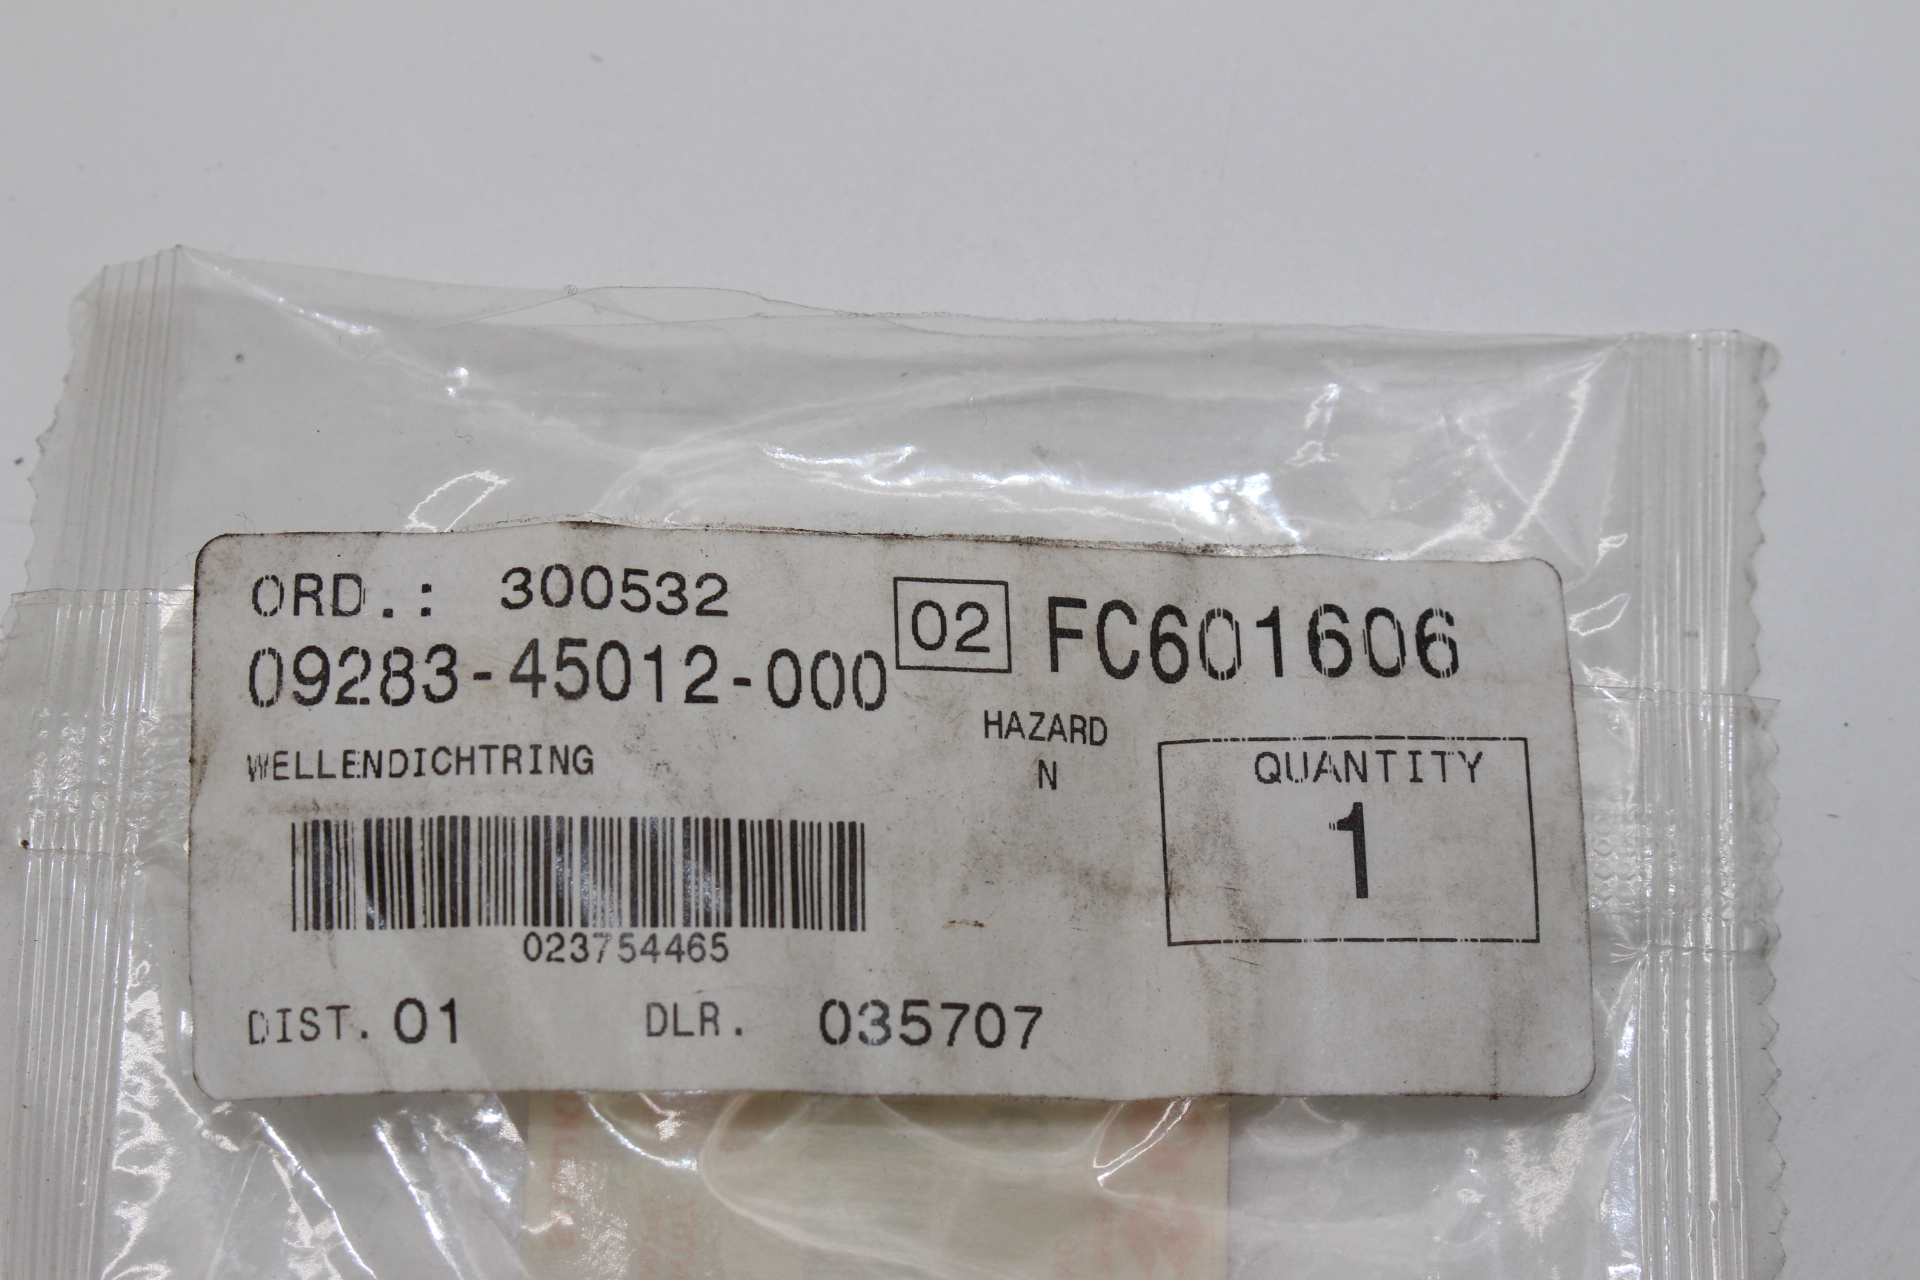 ORD.: 300532
02 FC601606
09283-45012-000
HAZARD
N
WELLENDICHTRING
QUANTITY
1
023754465
DIST. 01 DLR. 035707